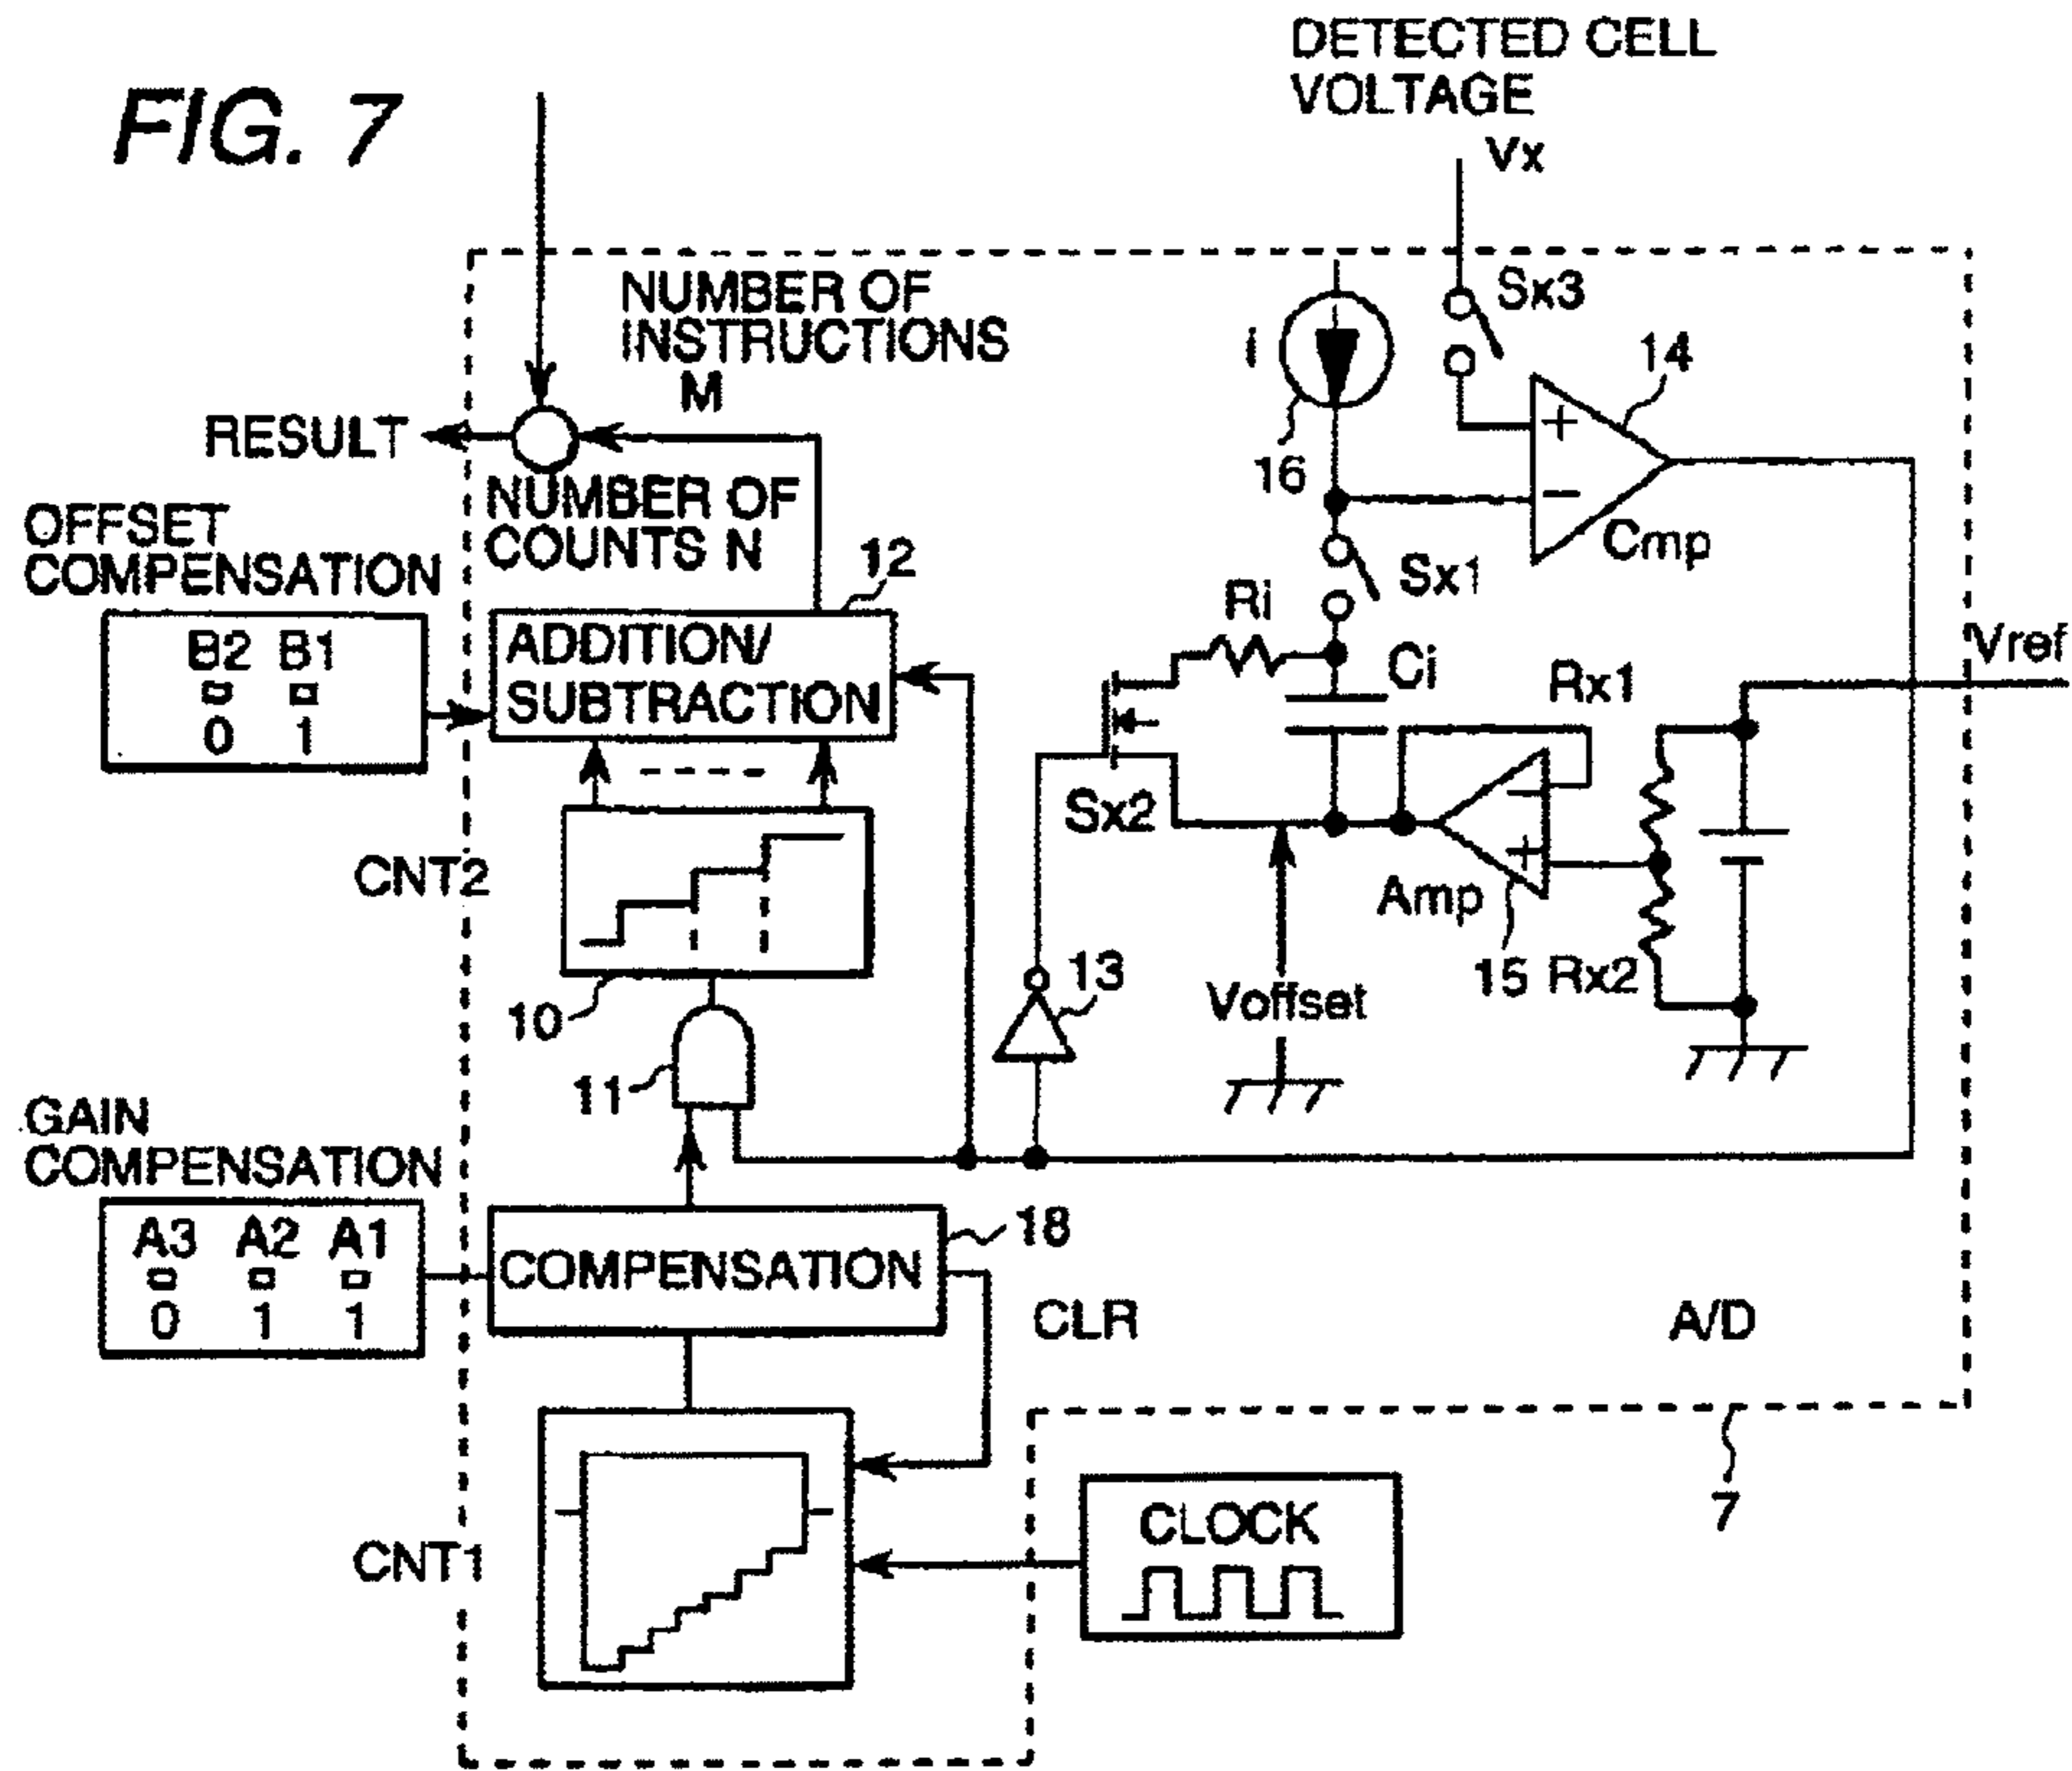 FIG. 7
DETECTED CELL
VOLTAGE
Vx
NUMBER OF
INSTRUCTIONS
M
RESULT
NUMBER OF
COUNTS N
i
16
Sx3
14
+
−
Cmp
OFFSET
COMPENSATION
B2 B1
0 1
12
ADDITION/
SUBTRACTION
Ri
Sx1
Ci
Rx1
Vref
Sx2
−
+
Amp
15
Rx2
CNT2
10
11
13
Voffset
GAIN
COMPENSATION
A3 A2 A1
0 1 1
COMPENSATION
18
CLR
A/D
7
CNT1
CLOCK